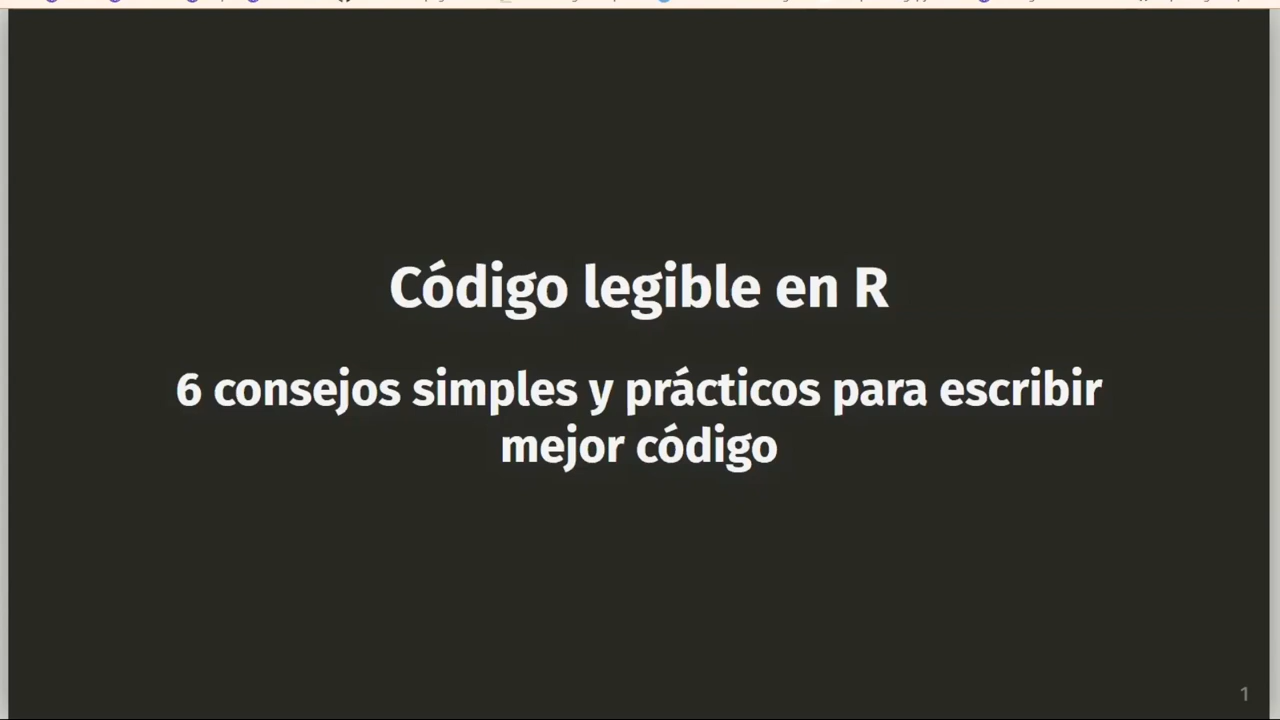 Código legible en R
6 consejos simples y prácticos para escribir
mejor código
1